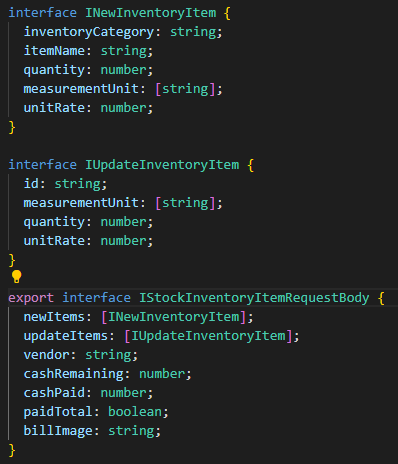 interface INewInventoryItem {
inventoryCategory: string;
itemName: string;
quantity: number;
measurementUnit: [string];
unitRate: number;
}
interface IUpdateInventoryItem {
id: string;
measurementUnit: [string];
quantity: number;
unitRate: number;
}
export interface IStockInventoryItemRequestBody {
newItems: [INewInventoryItem];
updateItems: [IUpdateInventoryItem];
vendor: string;
cashRemaining: number;
cashPaid: number;
paidTotal: boolean;
billImage: string;
}